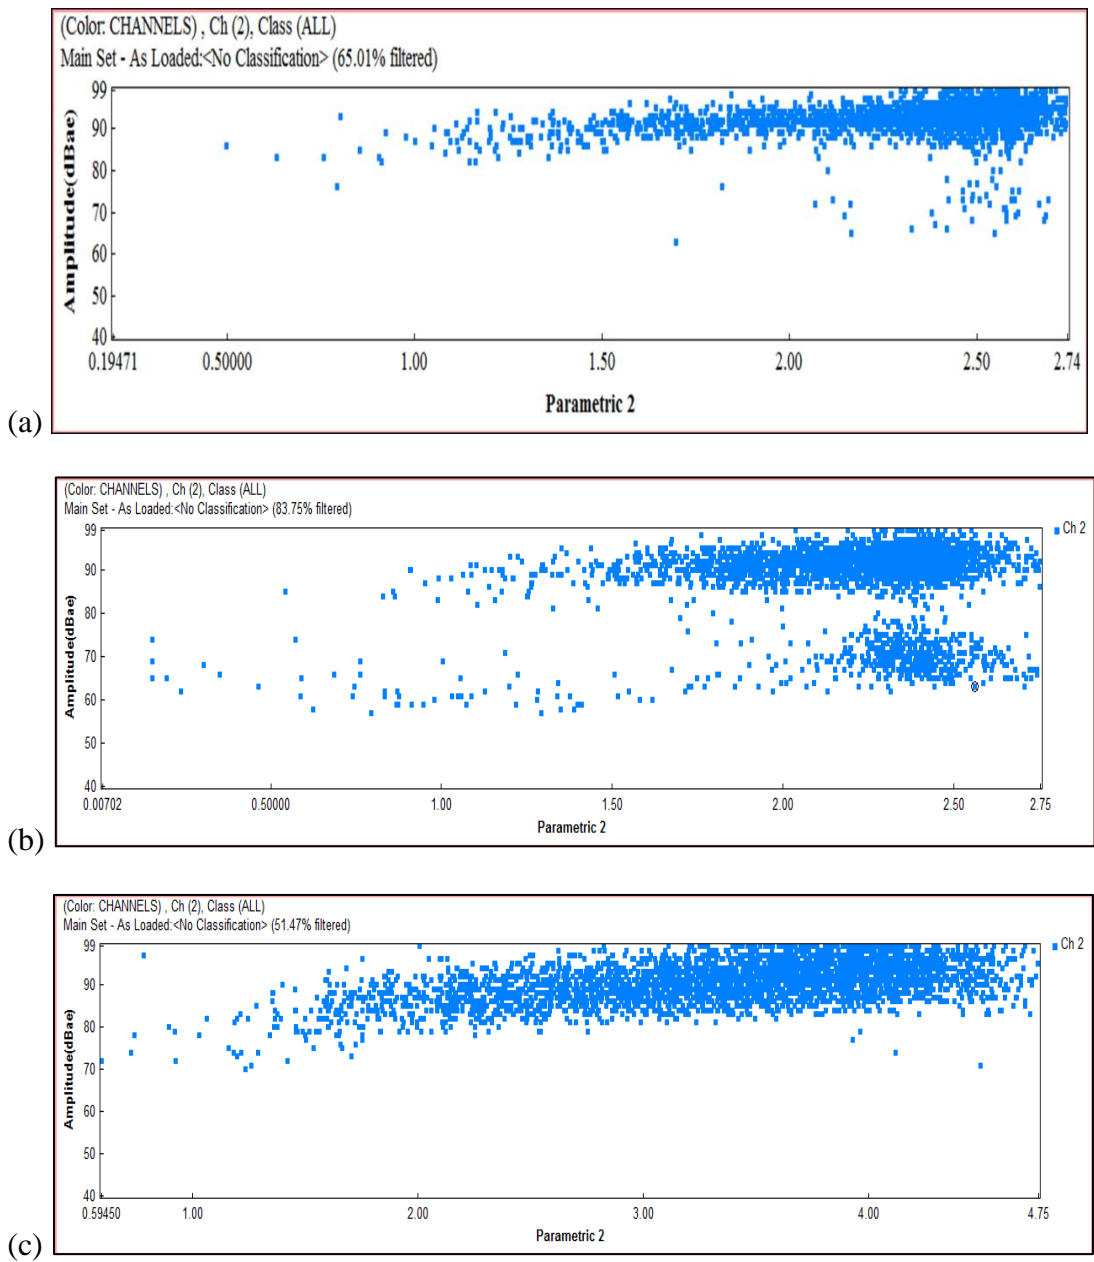 (Color: CHANNELS) , Ch (2), Class (ALL)
Main Set - As Loaded:<No Classification> (65.01% filtered)
99
90
80
70
60
50
40
Amplitude(dBae)
0.19471 0.50000 1.00 1.50 2.00 2.50 2.74
Parametric 2
(a)
(Color: CHANNELS) , Ch (2), Class (ALL)
Main Set - As Loaded:<No Classification> (83.75% filtered)
Ch 2
99
90
80
70
60
50
40
Amplitude(dBae)
0.00702 0.50000 1.00 1.50 2.00 2.50 2.75
Parametric 2
(b)
(Color: CHANNELS) , Ch (2), Class (ALL)
Main Set - As Loaded:<No Classification> (51.47% filtered)
Ch 2
99
90
80
70
60
50
40
Amplitude(dBae)
0.59450 1.00 2.00 3.00 4.00 4.75
Parametric 2
(c)